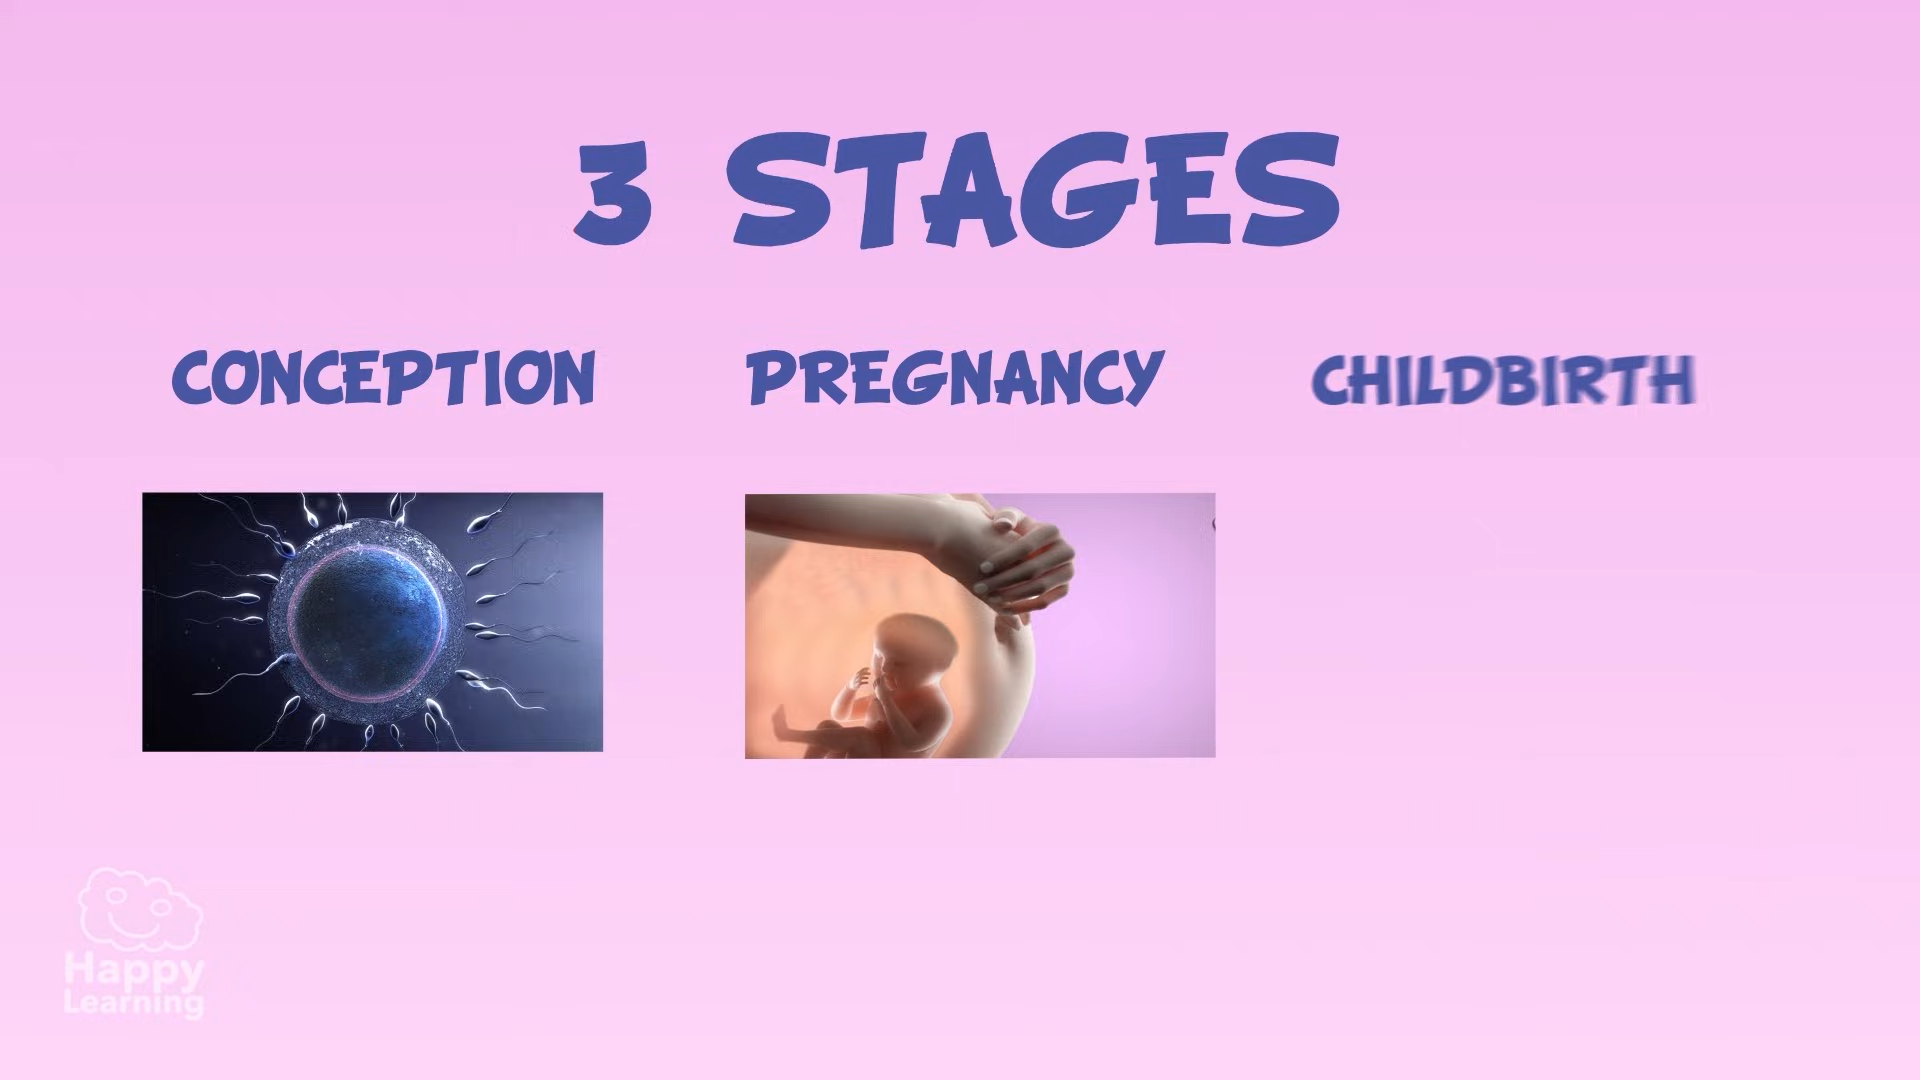 3 STAGES
CONCEPTION
PREGNANCY
CHILDBIRTH
Happy
Learning